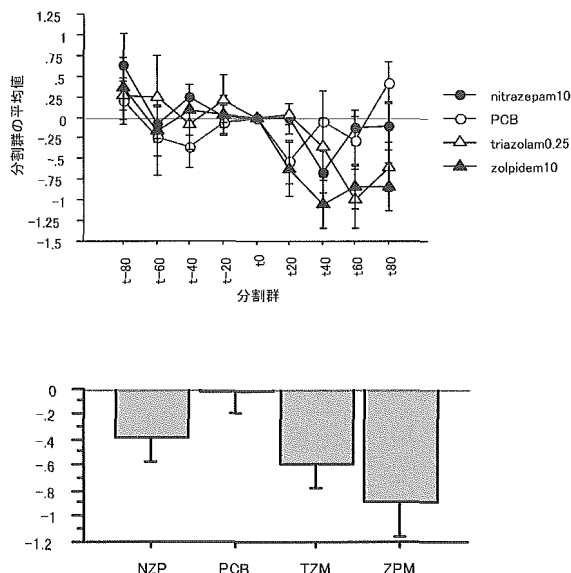 1.25
1
.75
.5
.25
0
-.25
-.5
-.75
-1
-1.25
-1.5
分割群の平均値
t-80
t-60
t-40
t-20
t0
t20
t40
t60
t80
分割群
nitrazepam10
PCB
triazolam0.25
zolpidem10
0
-.2
-.4
-.6
-.8
-1
-1.2
NZP PCB TZM ZPM